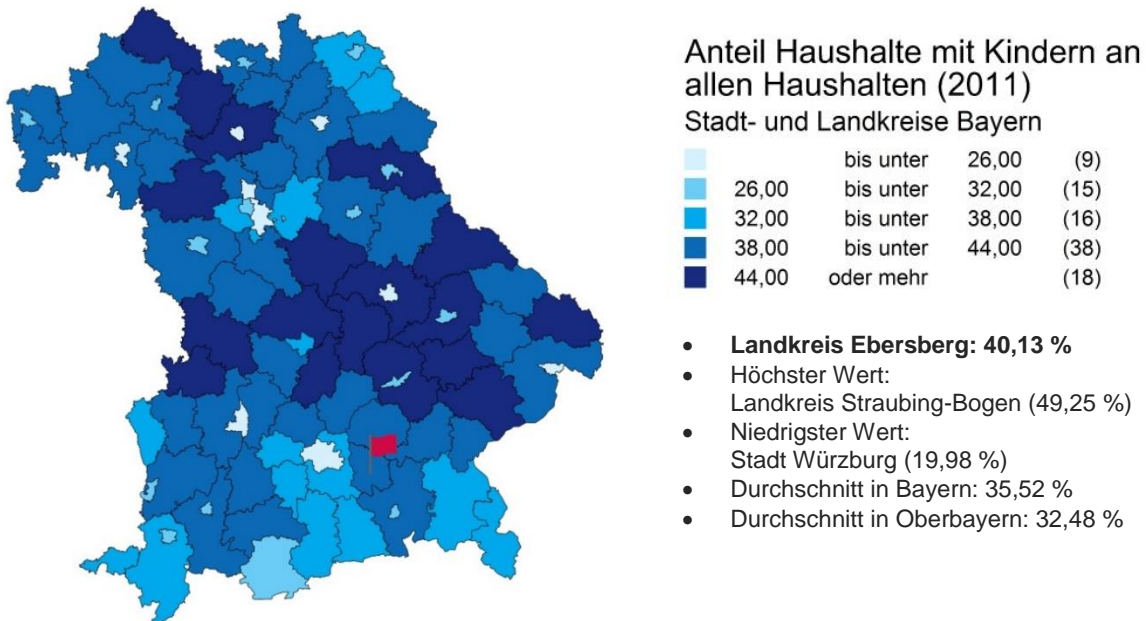 Anteil Haushalte mit Kindern an
allen Haushalten (2011)
Stadt- und Landkreise Bayern
bis unter 26,00 (9)
26,00 bis unter 32,00 (15)
32,00 bis unter 38,00 (16)
38,00 bis unter 44,00 (38)
44,00 oder mehr (18)
• Landkreis Ebersberg: 40,13 %
• Höchster Wert:
Landkreis Straubing-Bogen (49,25 %)
• Niedrigster Wert:
Stadt Würzburg (19,98 %)
• Durchschnitt in Bayern: 35,52 %
• Durchschnitt in Oberbayern: 32,48 %